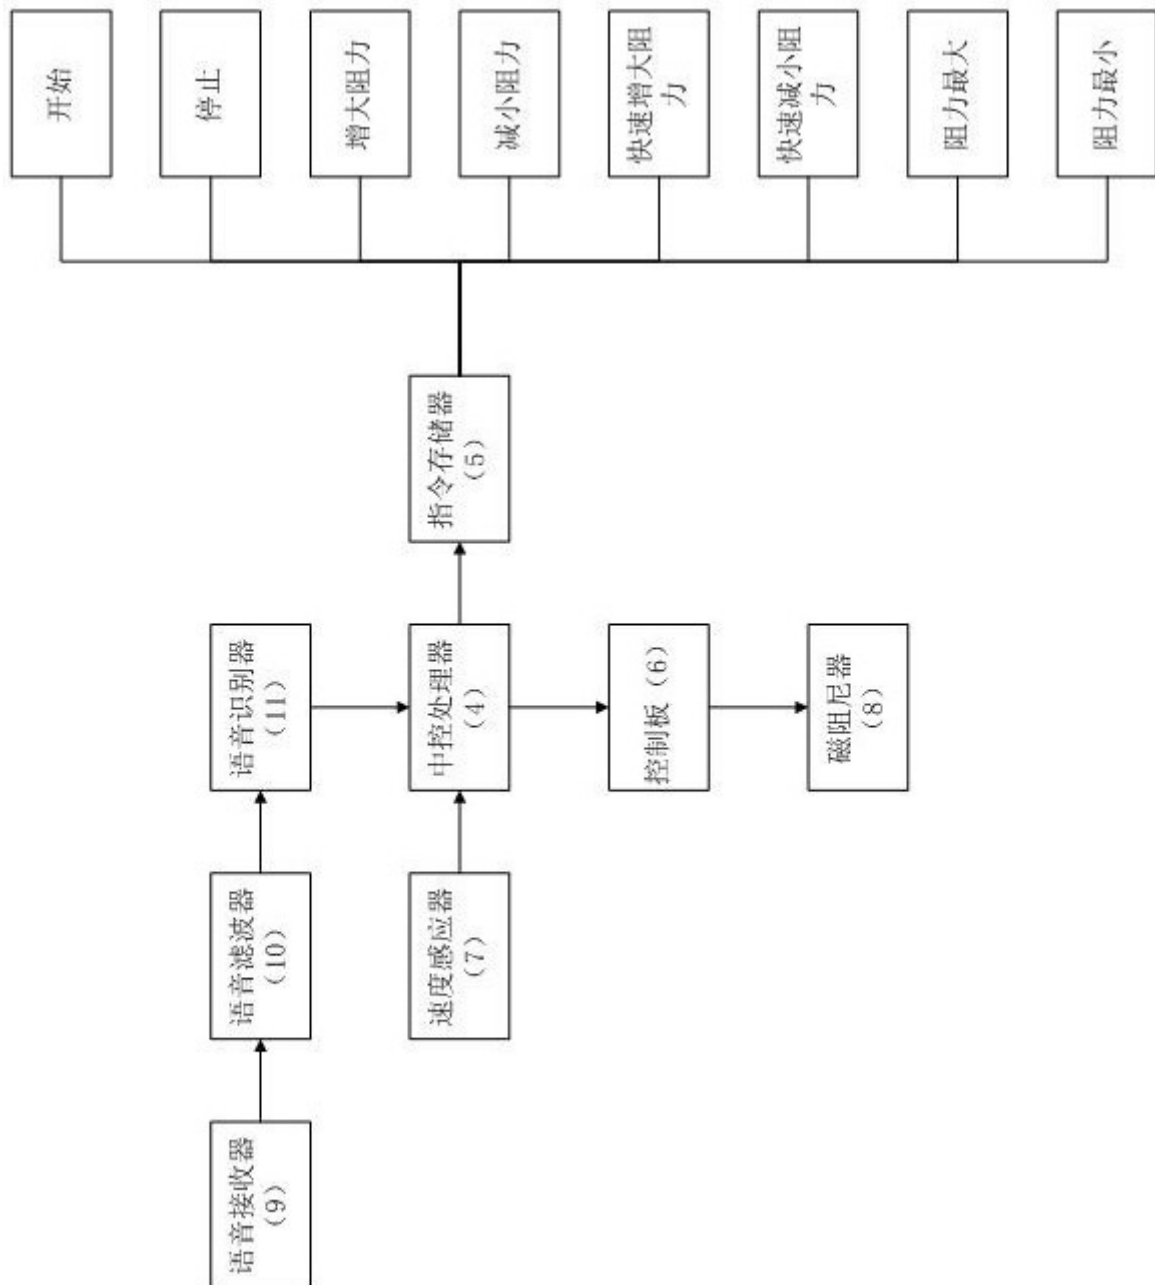 开始
停止
增大阻力
减小阻力
快速增大阻
力
快速减小阻
力
阻力最大
阻力最小
指令存储器
（5）
语音识别器
（11）
中控处理器
（4）
控制板（6）
磁阻尼器
（8）
语音滤波器
（10）
速度感应器
（7）
语音接收器
（9）